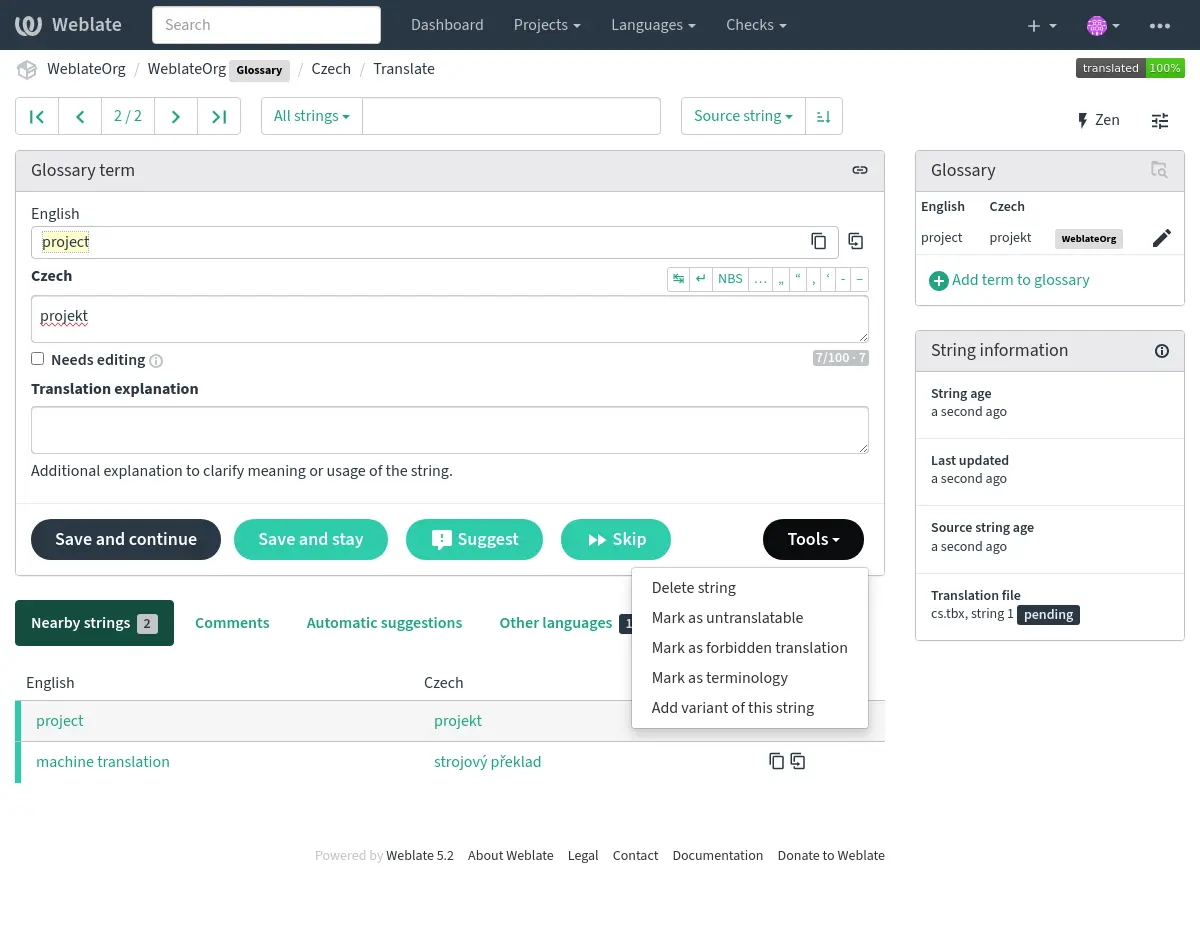 Weblate Search Dashboard Projects Languages Checks
WeblateOrg / WeblateOrg Glossary / Czech / Translate translated 100%
2 / 2 All strings Source string Zen
Glossary term
English
project
Czech
NBS … „ “ ‚ ‘ - –
projekt
Needs editing 7/100 · 7
Translation explanation
Additional explanation to clarify meaning or usage of the string.
Save and continue Save and stay Suggest Skip Tools
Delete string
Mark as untranslatable
Mark as forbidden translation
Mark as terminology
Add variant of this string
Nearby strings 2 Comments Automatic suggestions Other languages 1
English Czech
project projekt
machine translation strojový překlad
Glossary
English Czech
project projekt WeblateOrg
Add term to glossary
String information
String age
a second ago
Last updated
a second ago
Source string age
a second ago
Translation file
cs.tbx, string 1 pending
Powered by Weblate 5.2 About Weblate Legal Contact Documentation Donate to Weblate